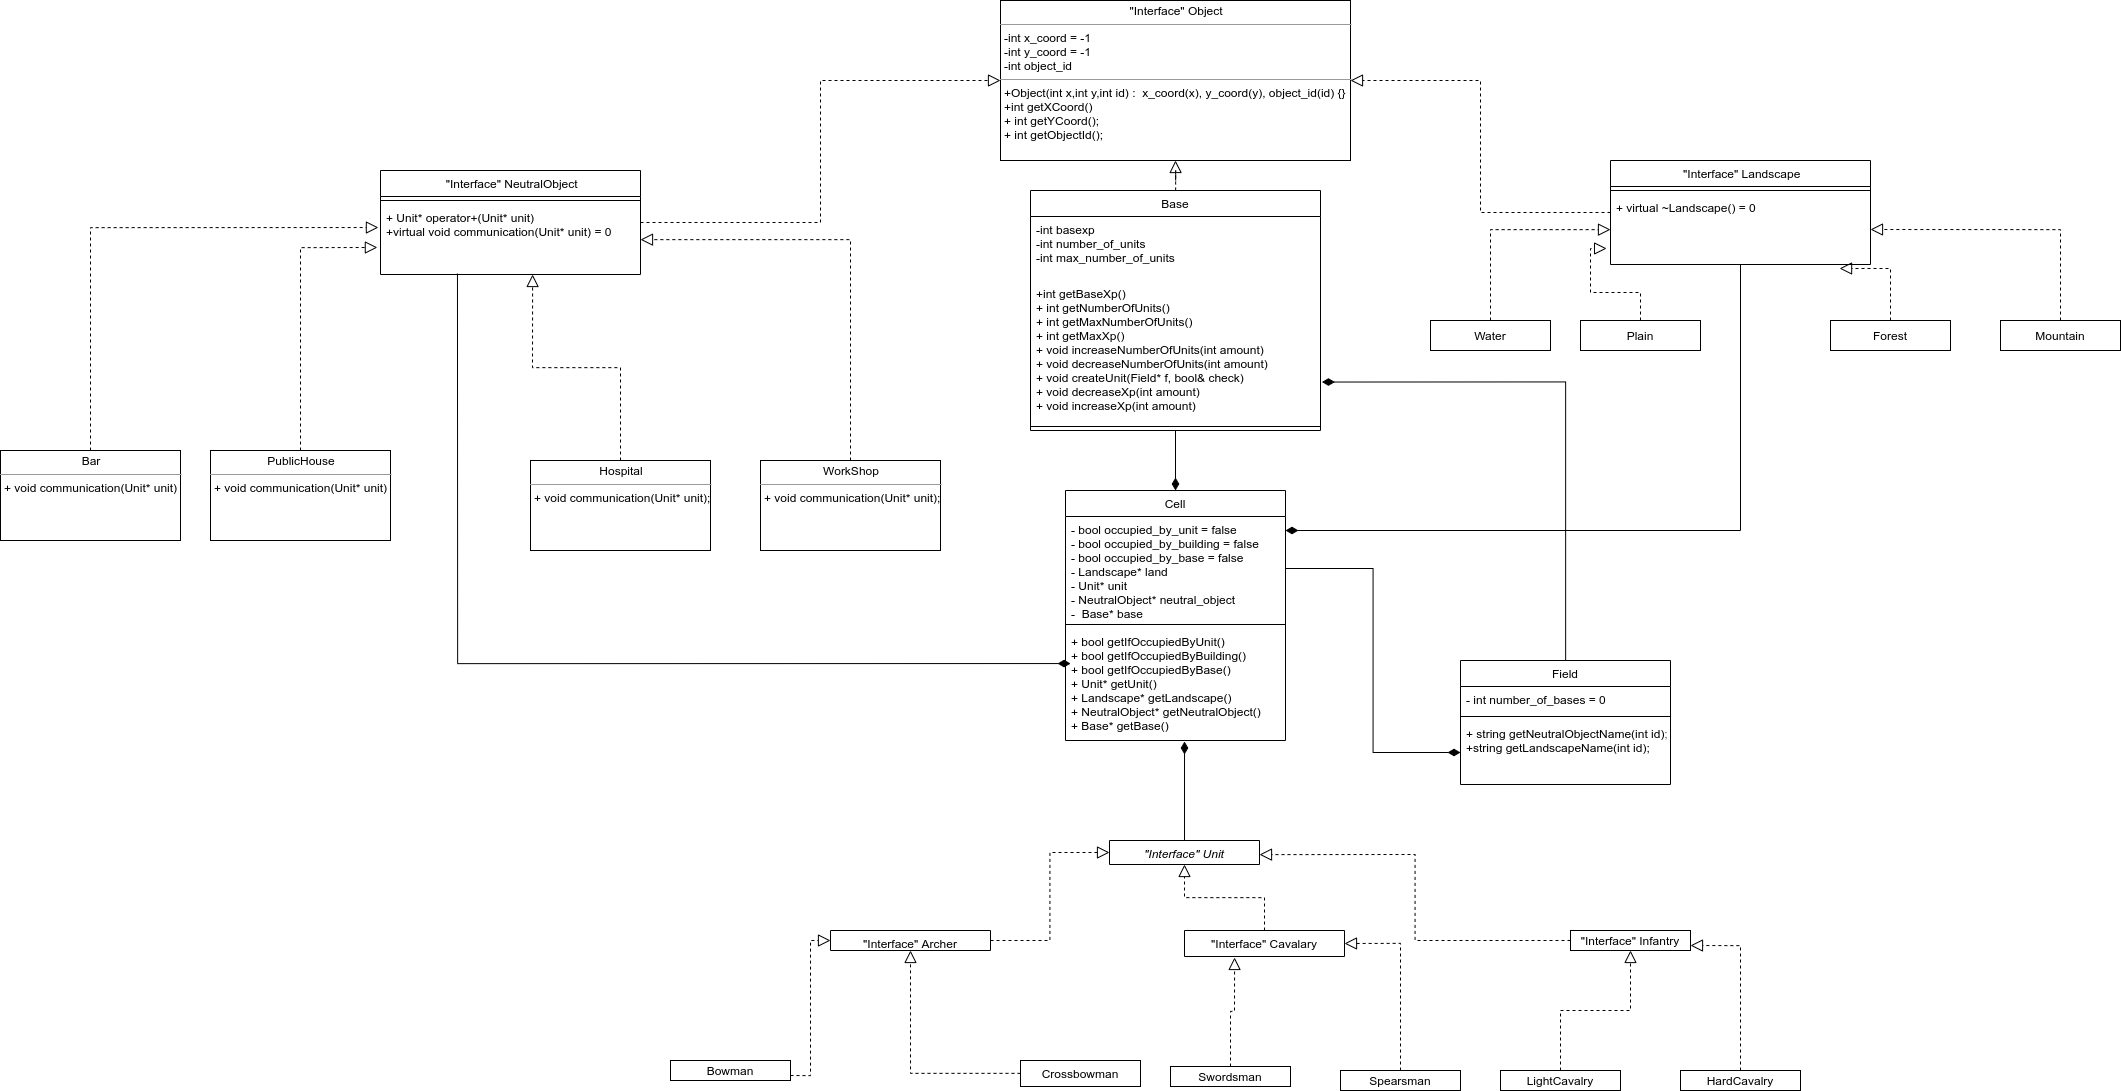 "Interface" Object
-int x_coord = -1
-int y_coord = -1
-int object_id
+Object(int x,int y,int id) :  x_coord(x), y_coord(y), object_id(id) {}
+int getXCoord()
+ int getYCoord();
+ int getObjectId();
"Interface" NeutralObject
+ Unit* operator+(Unit* unit)
+virtual void communication(Unit* unit) = 0
Base
-int basexp
-int number_of_units
-int max_number_of_units
+int getBaseXp()
+ int getNumberOfUnits()
+ int getMaxNumberOfUnits()
+ int getMaxXp()
+ void increaseNumberOfUnits(int amount)
+ void decreaseNumberOfUnits(int amount)
+ void createUnit(Field* f, bool& check)
+ void decreaseXp(int amount)
+ void increaseXp(int amount)
"Interface" Landscape
+ virtual ~Landscape() = 0
Water
Plain
Forest
Mountain
Bar
+ void communication(Unit* unit)
PublicHouse
+ void communication(Unit* unit)
Hospital
+ void communication(Unit* unit);
WorkShop
+ void communication(Unit* unit);
Cell
- bool occupied_by_unit = false
- bool occupied_by_building = false
- bool occupied_by_base = false
- Landscape* land
- Unit* unit
- NeutralObject* neutral_object
-  Base* base
+ bool getIfOccupiedByUnit()
+ bool getIfOccupiedByBuilding()
+ bool getIfOccupiedByBase()
+ Unit* getUnit()
+ Landscape* getLandscape()
+ NeutralObject* getNeutralObject()
+ Base* getBase()
Field
- int number_of_bases = 0
+ string getNeutralObjectName(int id);
+string getLandscapeName(int id);
"Interface" Unit
"Interface" Archer
"Interface" Cavalary
"Interface" Infantry
Bowman
Crossbowman
Swordsman
Spearsman
LightCavalry
HardCavalry